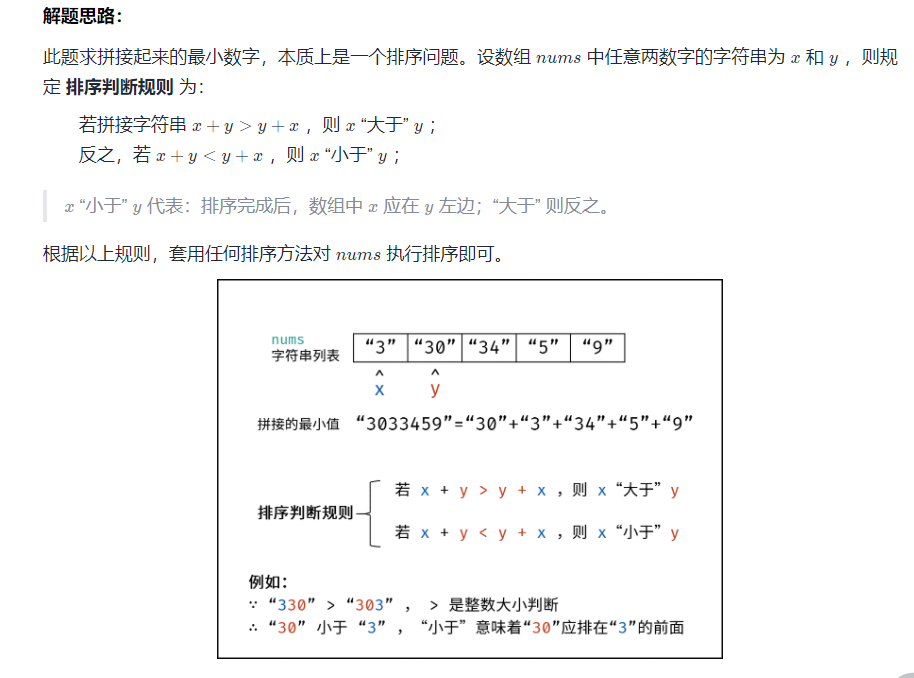 解题思路：
此题求拼接起来的最小数字，本质上是一个排序问题。设数组 nums 中任意两数字的字符串为 x 和 y ，则规
定 排序判断规则 为：
若拼接字符串 x + y > y + x ，则 x “大于” y ；
反之，若 x + y < y + x ，则 x “小于” y ；
x “小于” y 代表：排序完成后，数组中 x 应在 y 左边；“大于” 则反之。
根据以上规则，套用任何排序方法对 nums 执行排序即可。
nums
字符串列表 “3” “30” “34” “5” “9”
^ ^
x y
拼接的最小值 “3033459”=“30”+“3”+“34”+“5”+“9”
若 x + y > y + x ，则 x “大于” y
排序判断规则
若 x + y < y + x ，则 x “小于” y
例如：
∵ “330” > “303” ， > 是整数大小判断
∴ “30” 小于 “3” ， “小于” 意味着“30”应排在“3”的前面